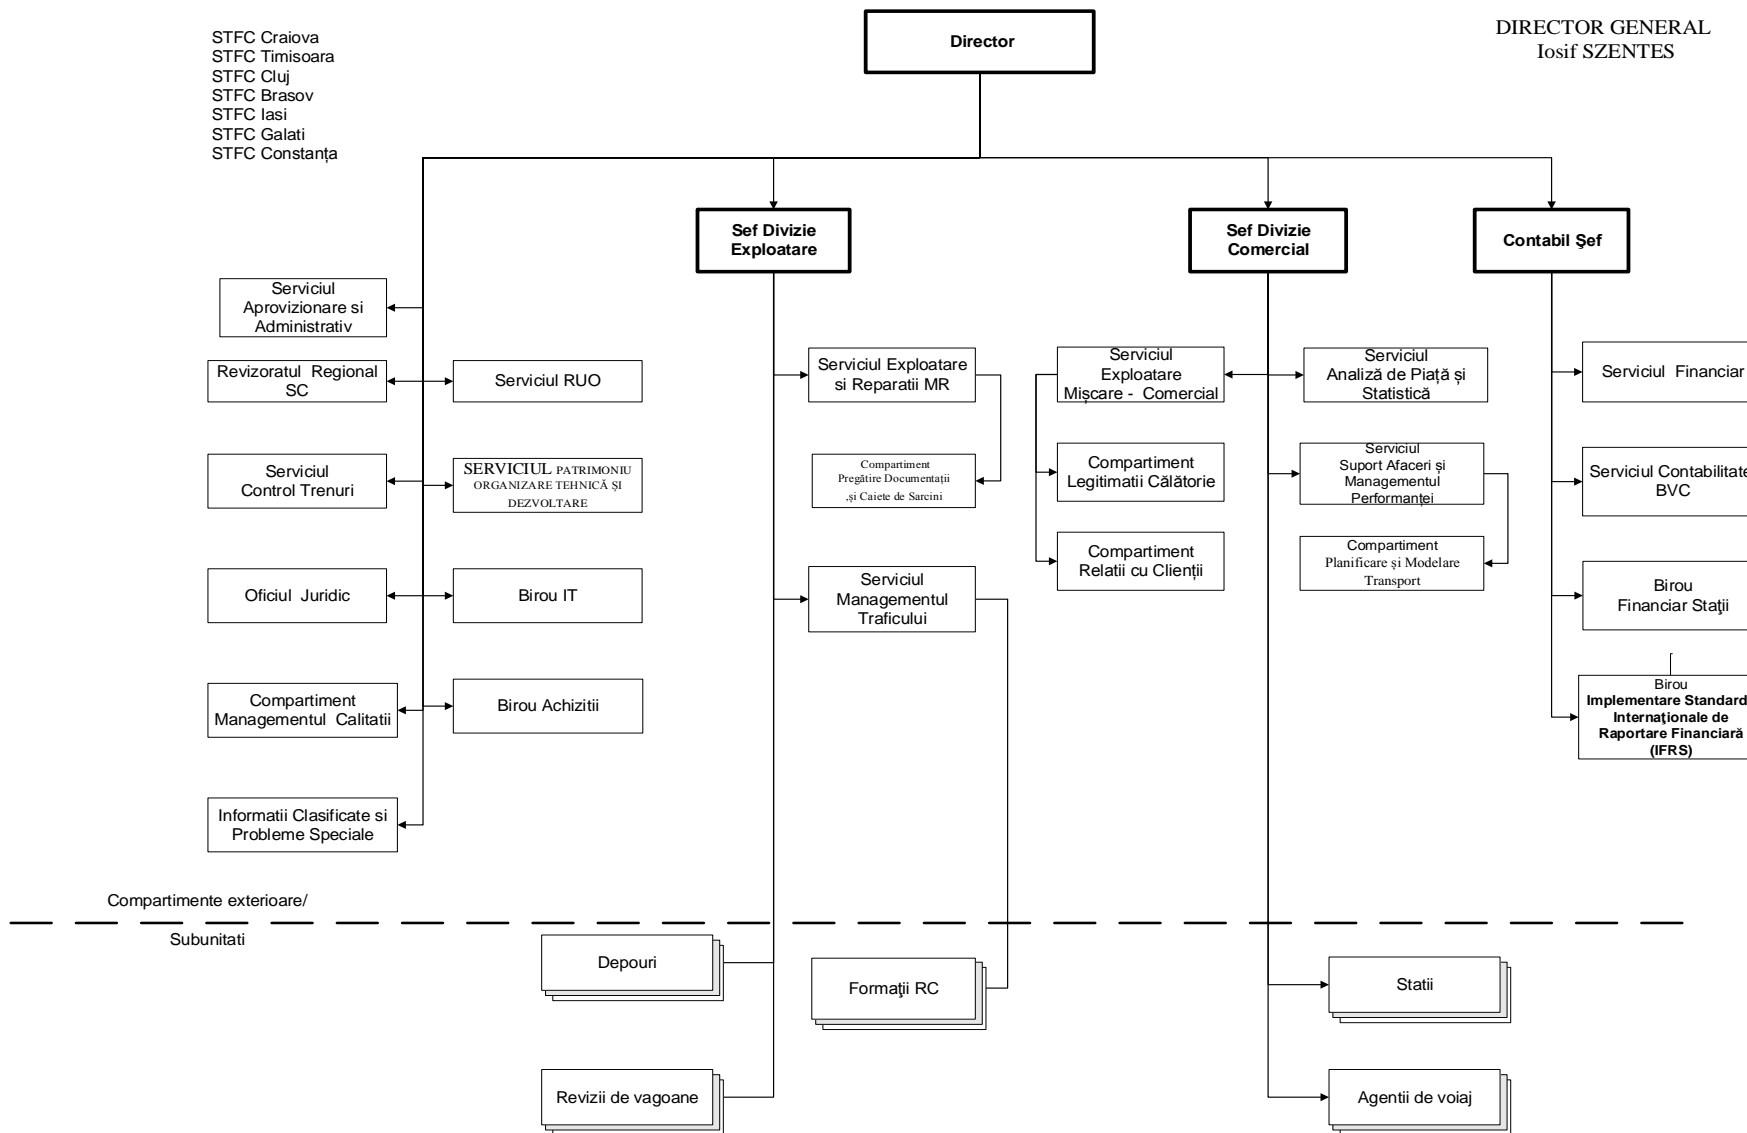 STFC Craiova
STFC Timisoara
STFC Cluj
STFC Brasov
STFC Iasi
STFC Galati
STFC Constanța
Director
DIRECTOR GENERAL
Iosif SZENTES
Sef Divizie
Exploatare
Sef Divizie
Comercial
Contabil Şef
Serviciul
Aprovizionare si
Administrativ
Revizoratul Regional
SC
Serviciul RUO
Serviciul Exploatare
si Reparatii MR
Serviciul
Exploatare
Mișcare - Comercial
Serviciul
Analiză de Piață și
Statistică
Serviciul Financiar
Serviciul
Control Trenuri
SERVICIUL PATRIMONIU
ORGANIZARE TEHNICĂ ȘI
DEZVOLTARE
Compartiment
Pregătire Documentații
,și Caiete de Sarcini
Compartiment
Legitimatii Călătorie
Serviciul
Suport Afaceri și
Managementul
Performanței
Serviciul Contabilitate
BVC
Compartiment
Relatii cu Clienții
Compartiment
Planificare și Modelare
Transport
Oficiul Juridic
Birou IT
Serviciul
Managementul
Traficului
Birou
Financiar Staţii
Compartiment
Managementul Calitatii
Birou Achizitii
Birou
Implementare Standard
Internaţionale de
Raportare Financiară
(IFRS)
Informatii Clasificate si
Probleme Speciale
Compartimente exterioare/
Subunitati
Depouri
Formaţii RC
Statii
Revizii de vagoane
Agentii de voiaj